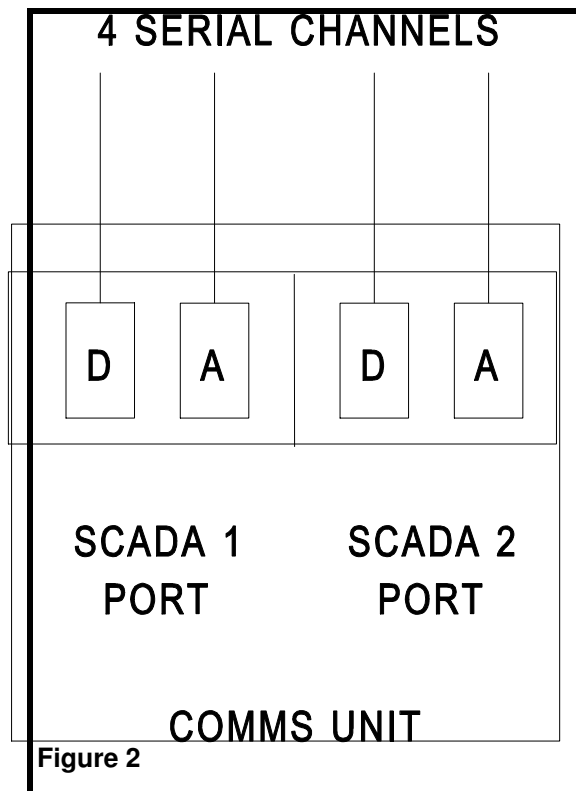 4 SERIAL CHANNELS
D A D A
SCADA 1 SCADA 2
PORT PORT
COMMS UNIT
Figure 2